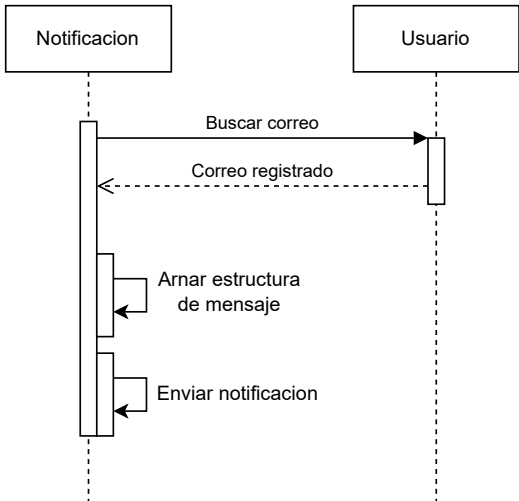 Notificacion
Usuario
Buscar correo
Correo registrado
Arnar estructura
de mensaje
Enviar notificacion